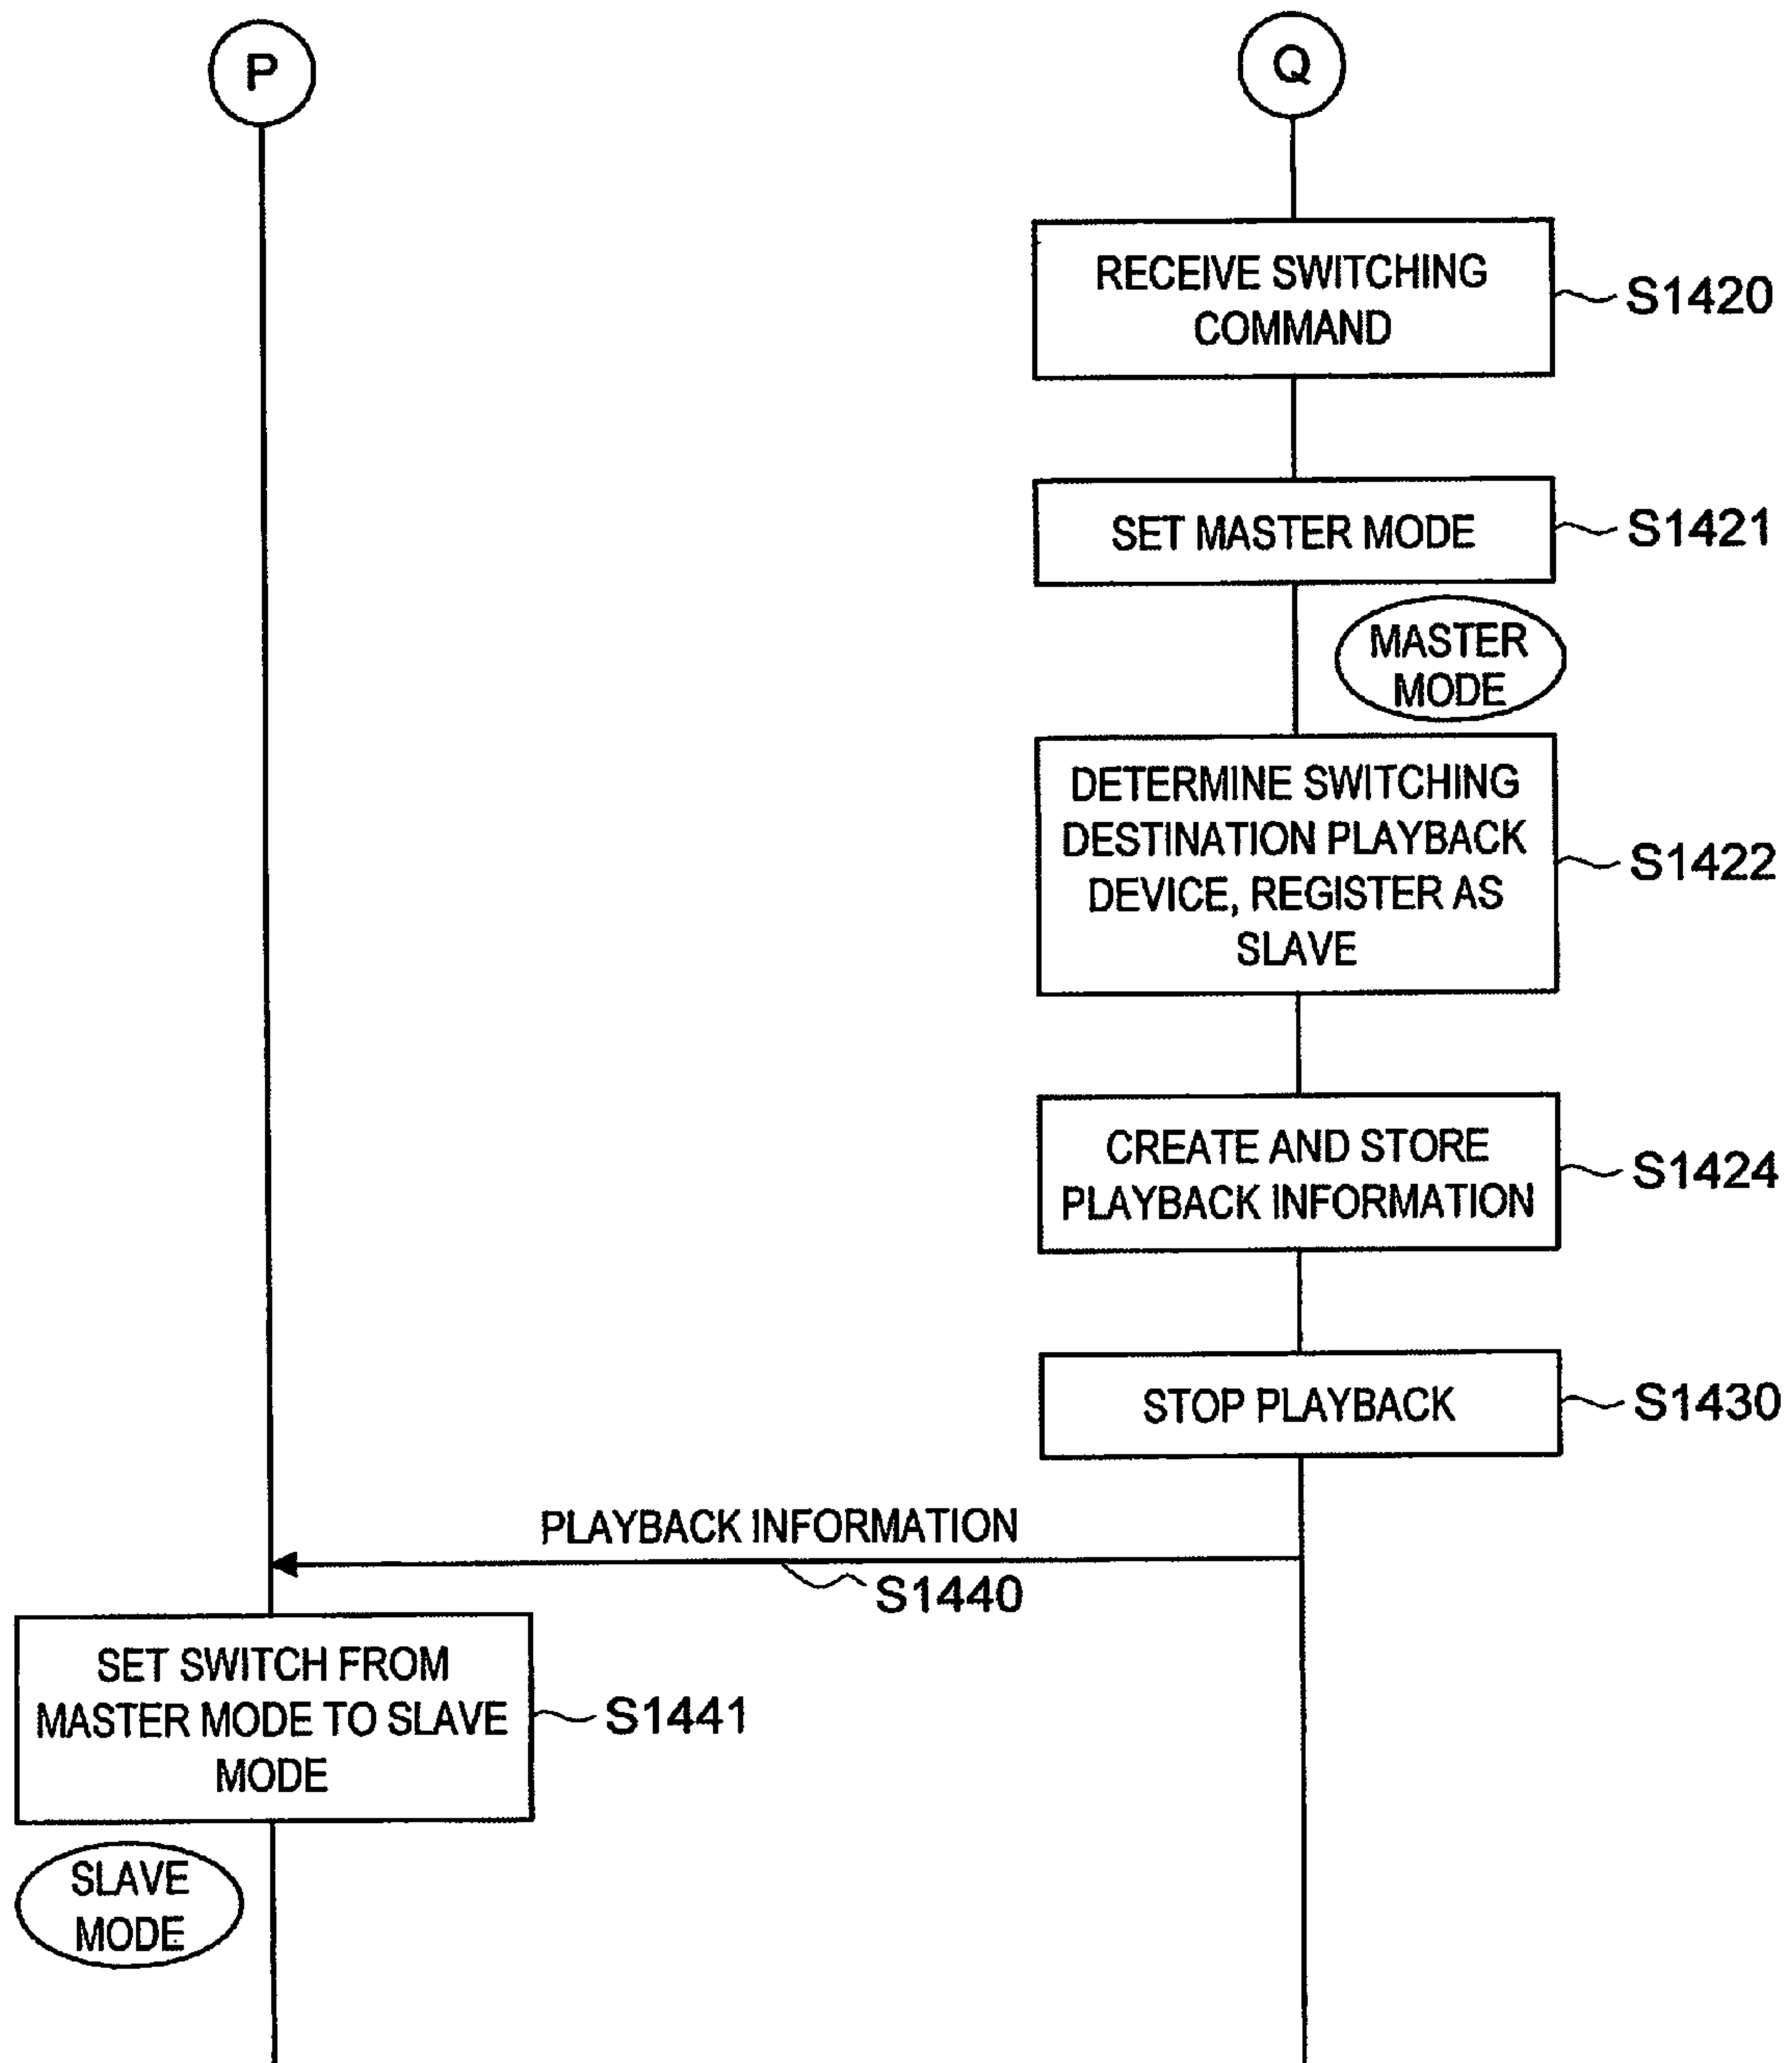 P
Q
RECEIVE SWITCHING
COMMAND
S1420
SET MASTER MODE
S1421
MASTER
MODE
DETERMINE SWITCHING
DESTINATION PLAYBACK
DEVICE, REGISTER AS
SLAVE
S1422
CREATE AND STORE
PLAYBACK INFORMATION
S1424
STOP PLAYBACK
S1430
PLAYBACK INFORMATION
S1440
SET SWITCH FROM
MASTER MODE TO SLAVE
MODE
S1441
SLAVE
MODE